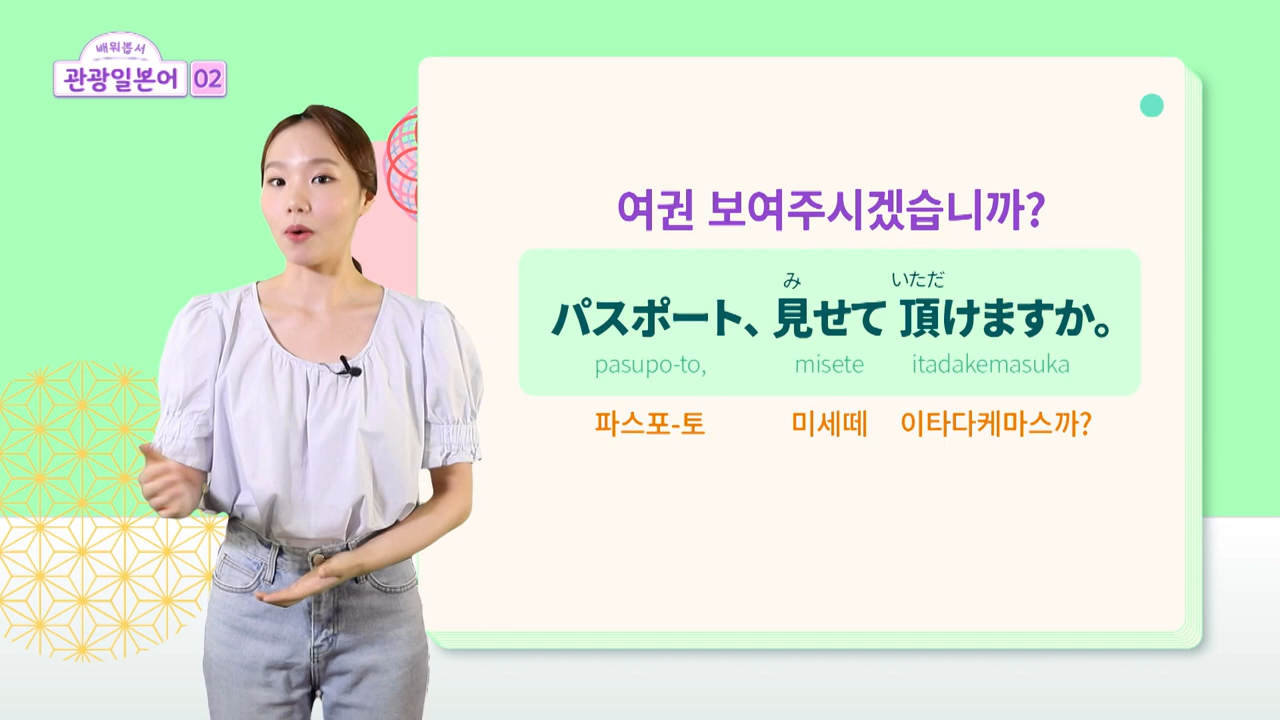 배워봅서
관광일본어 02
여권 보여주시겠습니까?
み いただ
パスポート、見せて 頂けますか。
pasupo-to, misete itadakemasuka
파스포-토 미세떼 이타다케마스까?